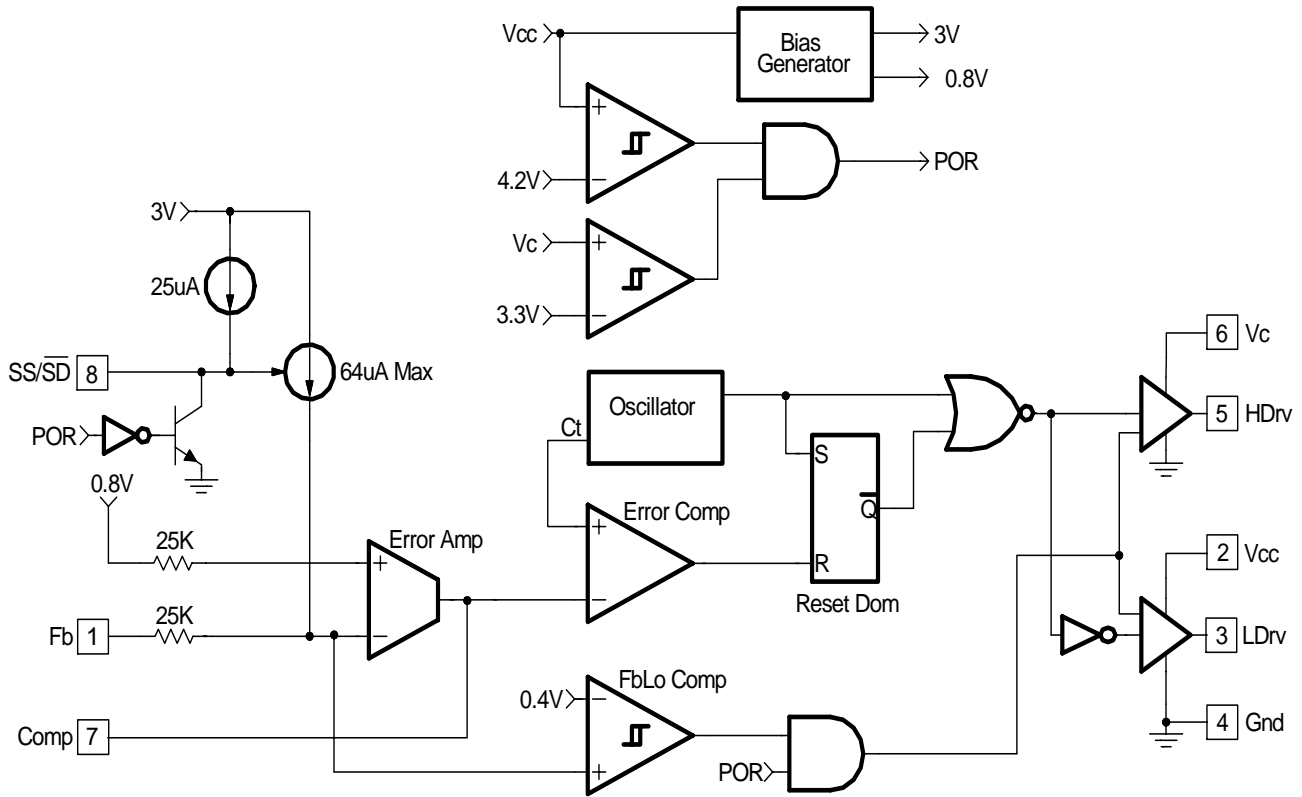 Vcc
Bias
Generator
3V
0.8V
4.2V
POR
Vc
3.3V
3V
25uA
SS/SD
8
64uA Max
POR
0.8V
25K
Error Amp
25K
Fb
1
Comp
7
Oscillator
Ct
Error Comp
S
Q
R
Reset Dom
0.4V
FbLo Comp
POR
6
Vc
5
HDrv
2
Vcc
3
LDrv
4
Gnd
+
−
+
−
+
−
+
−
−
+